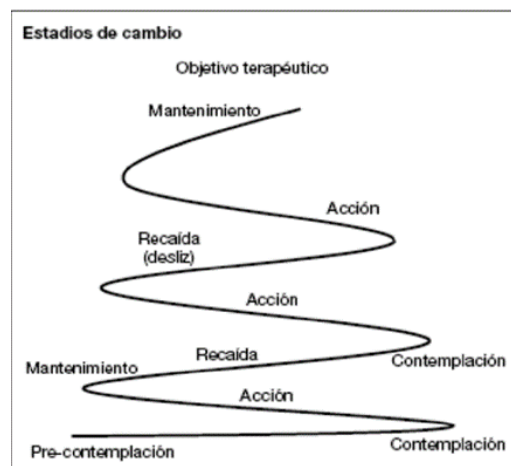 Estadios de cambio
Objetivo terapéutico
Mantenimiento
Acción
Recaída
(desliz)
Acción
Recaída
Contemplación
Mantenimiento
Acción
Pre-contemplación
Contemplación